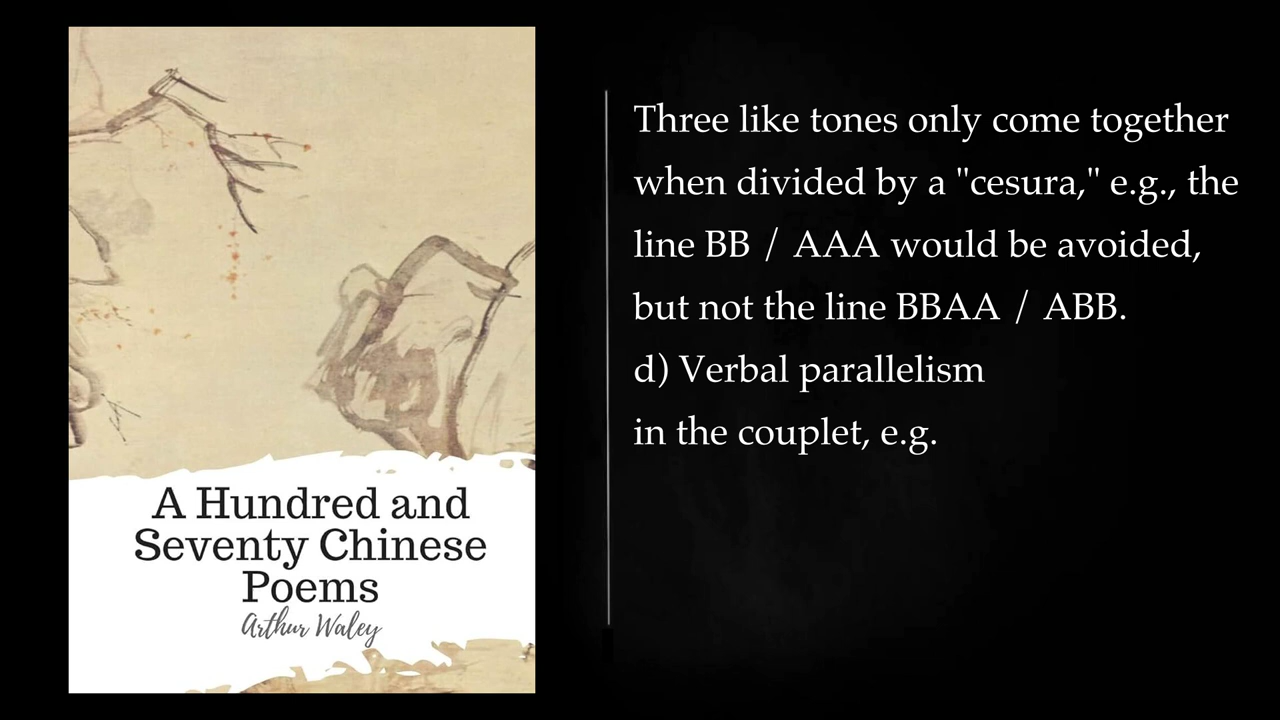 A Hundred and
Seventy Chinese
Poems
Arthur Waley
Three like tones only come together
when divided by a "cesura," e.g., the
line BB / AAA would be avoided,
but not the line BBAA / ABB.
d) Verbal parallelism
in the couplet, e.g.